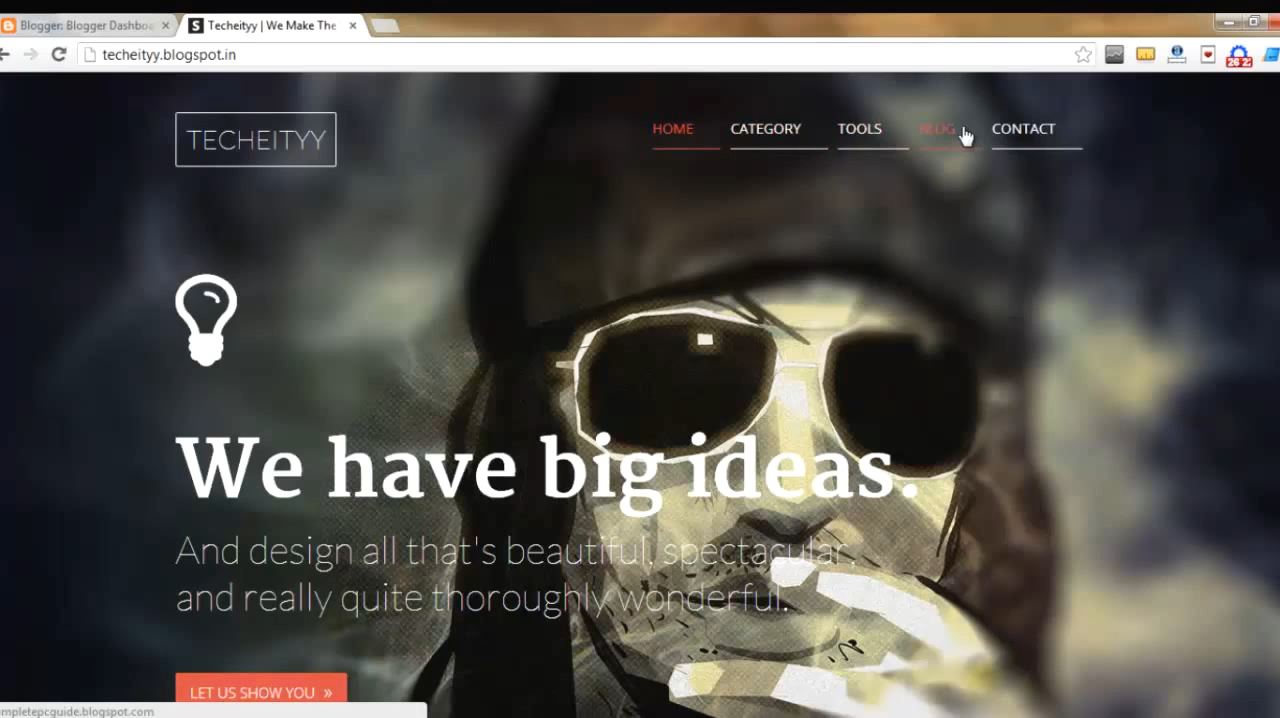 Blogger: Blogger Dashboa
Techeityy | We Make The
techeityy.blogspot.in
26 2
TECHEITYY
HOME CATEGORY TOOLS BLOG CONTACT
We have big ideas.
And design all that's beautiful, spectacular,
and really quite thoroughly wonderful.
LET US SHOW YOU »
mpletepcguide.blogspot.com